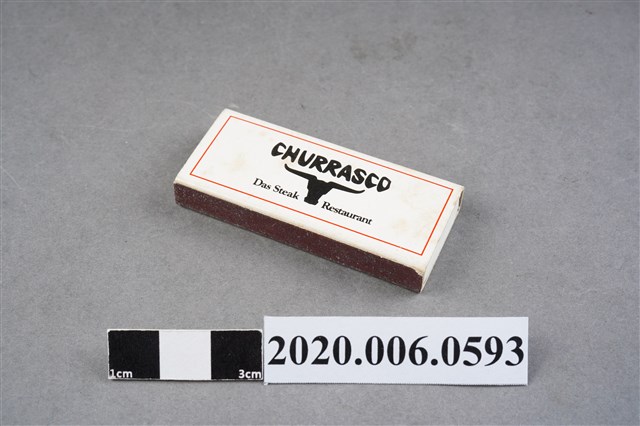 CHURRASCO
Das Steak Restaurant
1cm 3cm
2020.006.0593